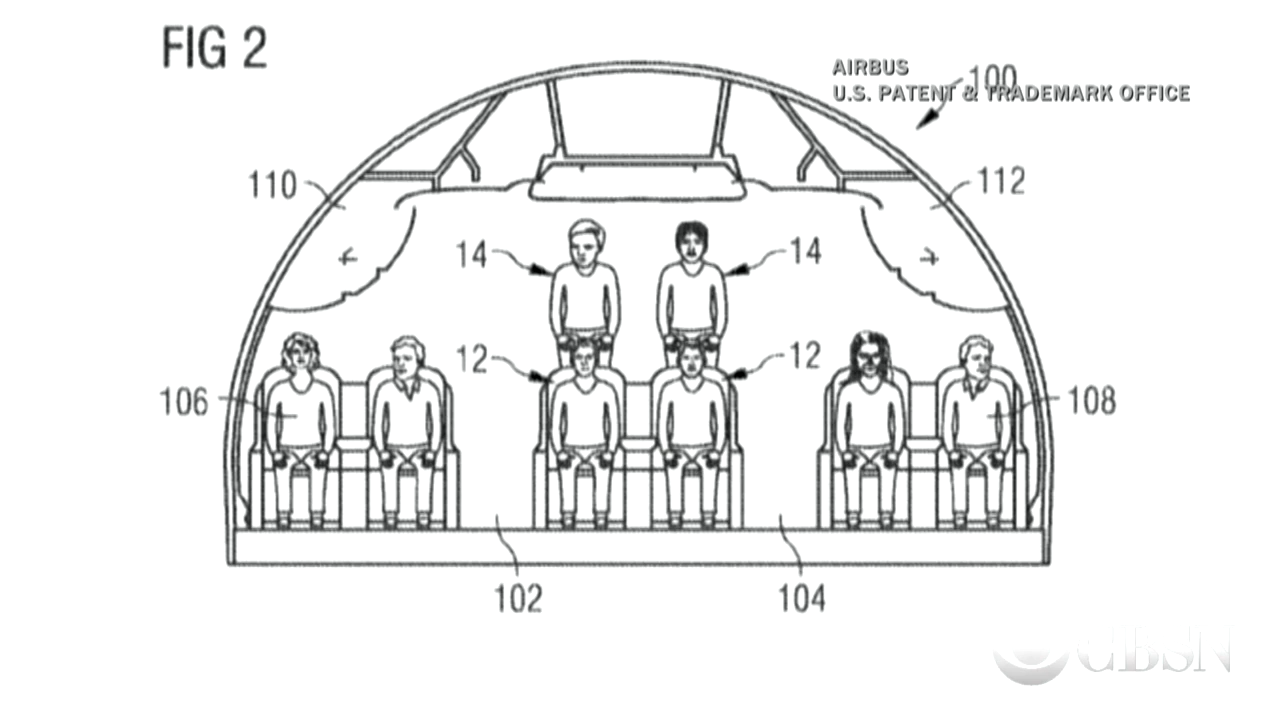 FIG 2
AIRBUS
U.S. PATENT & TRADEMARK OFFICE
100
110
112
14
14
12
12
106
108
102
104
CBSN